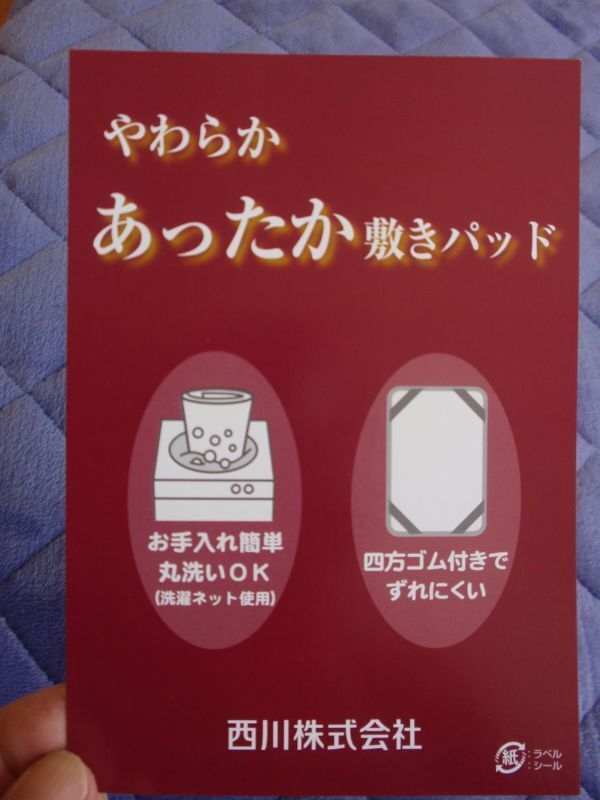 やわらか
あったか敷きパッド
お手入れ簡単
丸洗いOK
(洗濯ネット使用)
四方ゴム付きで
ずれにくい
西川株式会社
紙
:ラベル
:シール